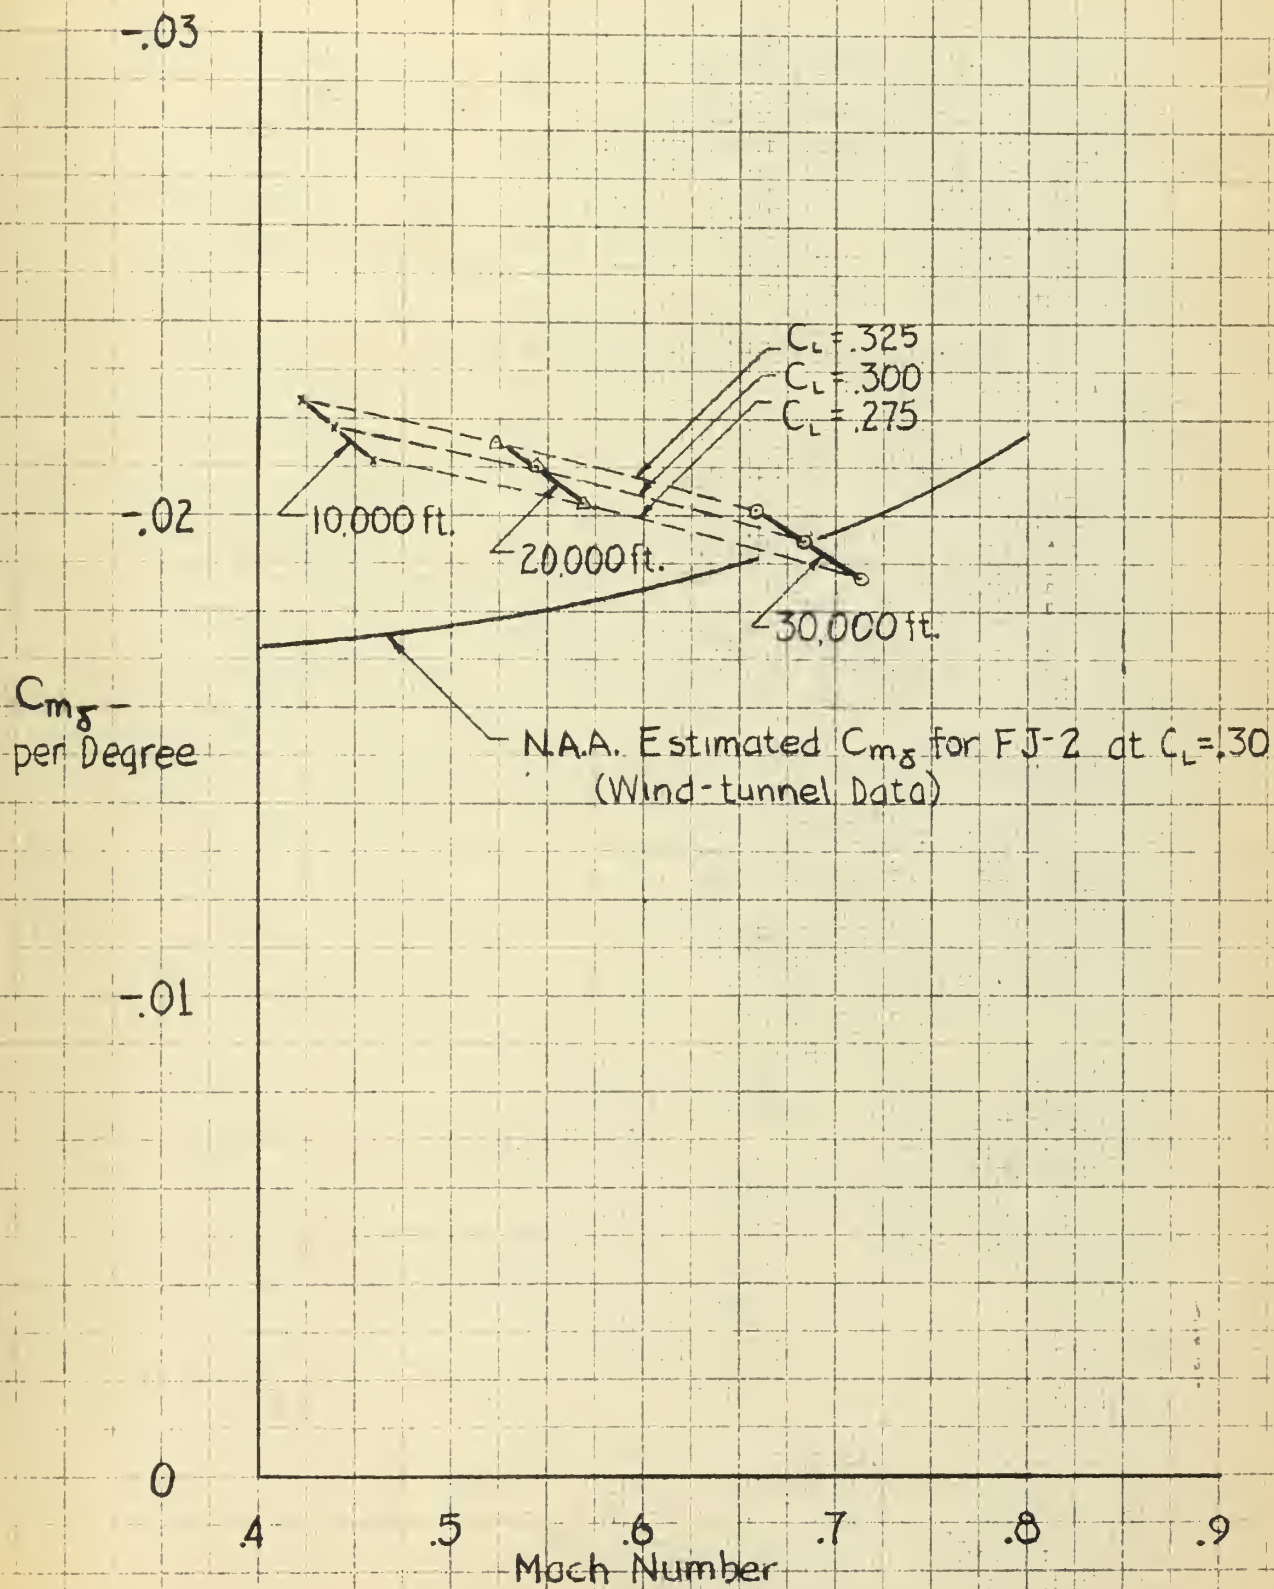 -.03
C_L = .325
C_L = .300
C_L = .275
-.02
10,000 ft.
20,000 ft.
30,000 ft.
C_mδ
per Degree
N.A.A. Estimated C_mδ for FJ-2 at C_L=.30
(Wind-tunnel Data)
-.01
0
.4 .5 .6 .7 .8 .9
Mach Number